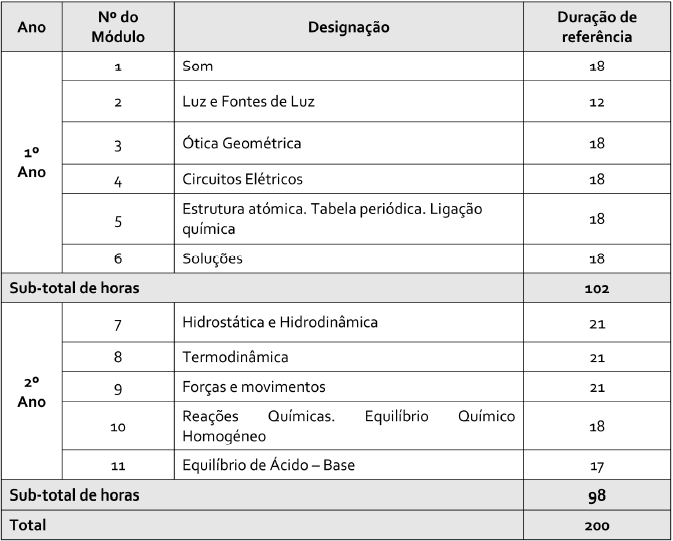 Ano Nº do Módulo Designação Duração de referência
1º Ano
1 Som 18
2 Luz e Fontes de Luz 12
3 Ótica Geométrica 18
4 Circuitos Elétricos 18
5 Estrutura atómica. Tabela periódica. Ligação
química 18
6 Soluções 18
Sub-total de horas 102
2º Ano
7 Hidrostática e Hidrodinâmica 21
8 Termodinâmica 21
9 Forças e movimentos 21
10 Reações Químicas. Equilíbrio Químico
Homogéneo 18
11 Equilíbrio de Ácido – Base 17
Sub-total de horas 98
Total 200